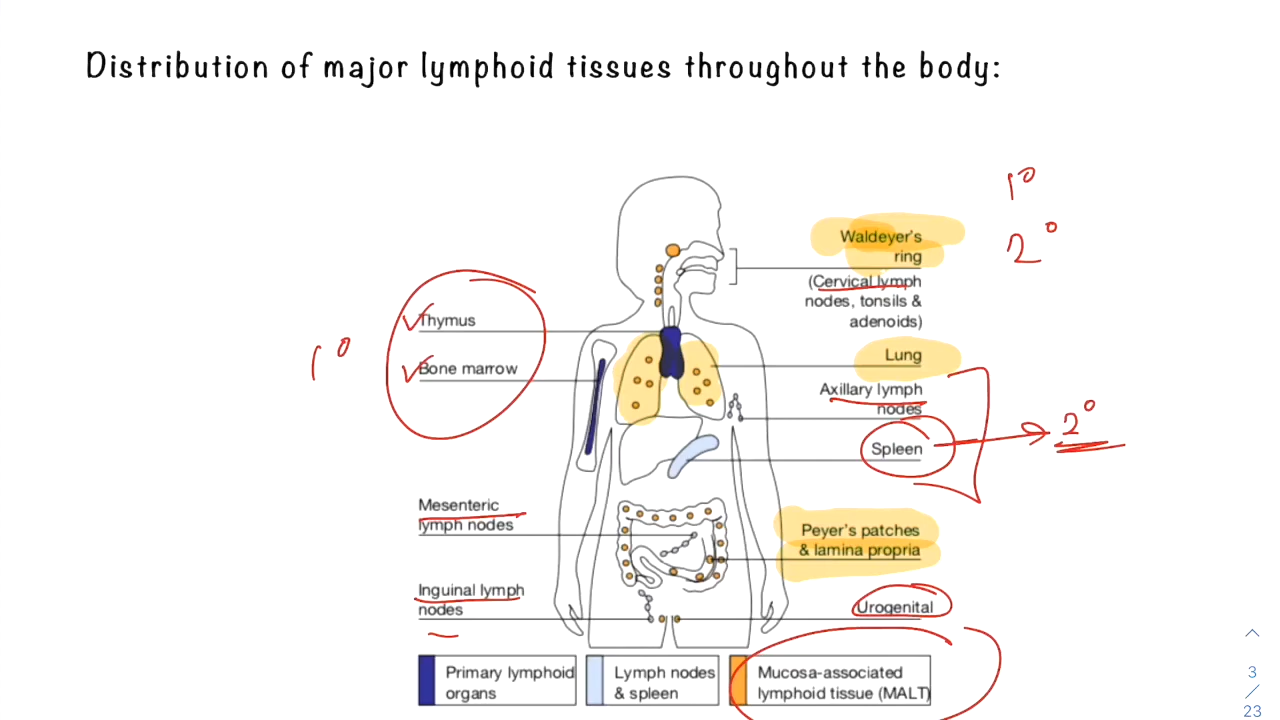 Distribution of major lymphoid tissues throughout the body:
1°
2°
Waldeyer's
ring
(Cervical lymph
nodes, tonsils &
adenoids)
Thymus
1°
Bone marrow
Lung
Axillary lymph
nodes
2°
Spleen
Mesenteric
lymph nodes
Peyer's patches
& lamina propria
Inguinal lymph
nodes
Urogenital
Primary lymphoid
organs
Lymph nodes
& spleen
Mucosa-associated
lymphoid tissue (MALT)
3
/
23